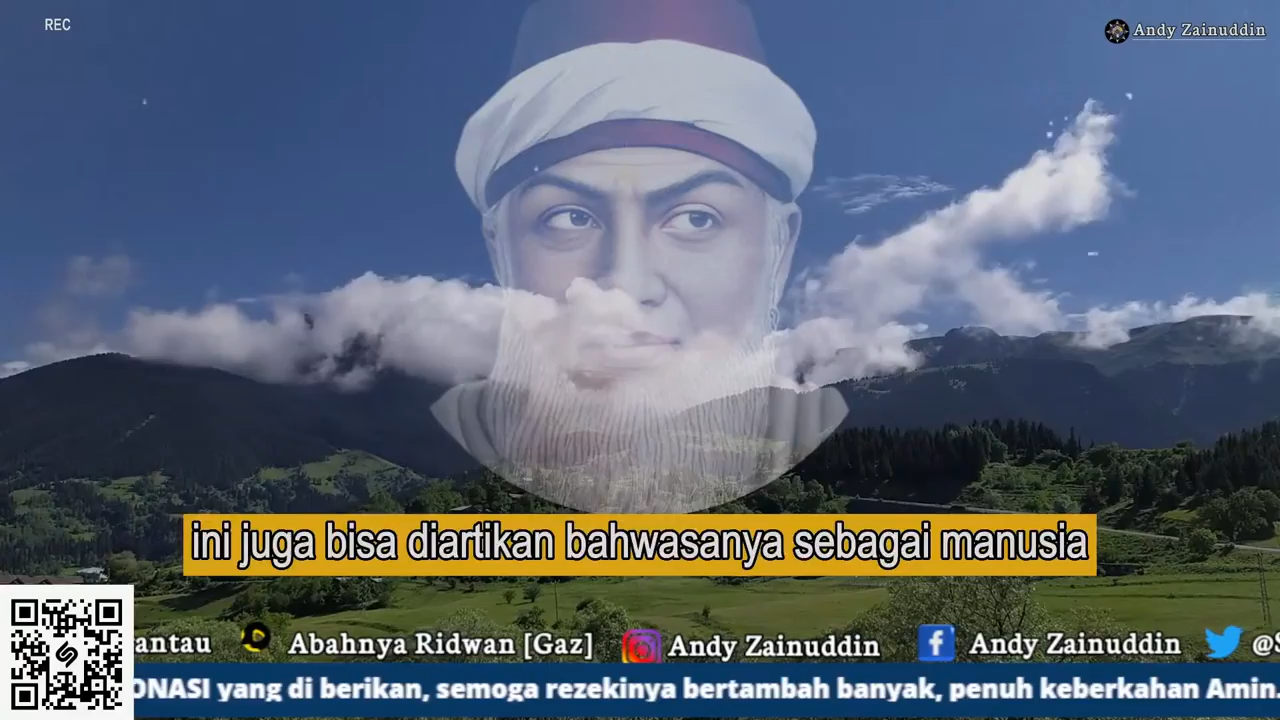 REC
Andy Zainuddin
ini juga bisa diartikan bahwasanya sebagai manusia
antau Abahnya Ridwan [Gaz] Andy Zainuddin Andy Zainuddin
ONASI yang di berikan, semoga rezekinya bertambah banyak, penuh keberkahan Amin.